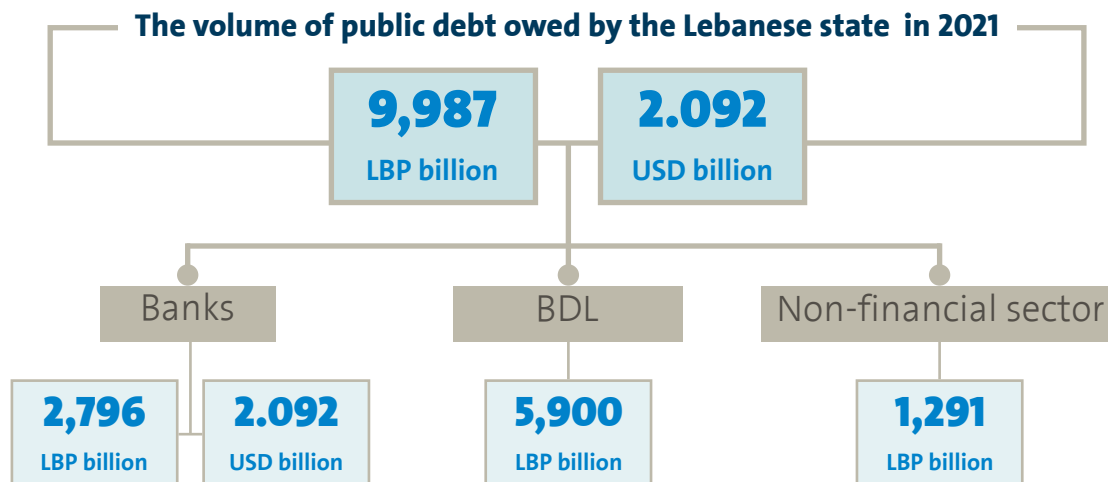 The volume of public debt owed by the Lebanese state in 2021
9,987
LBP billion
2.092
USD billion
Banks
BDL
Non-financial sector
2,796
LBP billion
2.092
USD billion
5,900
LBP billion
1,291
LBP billion